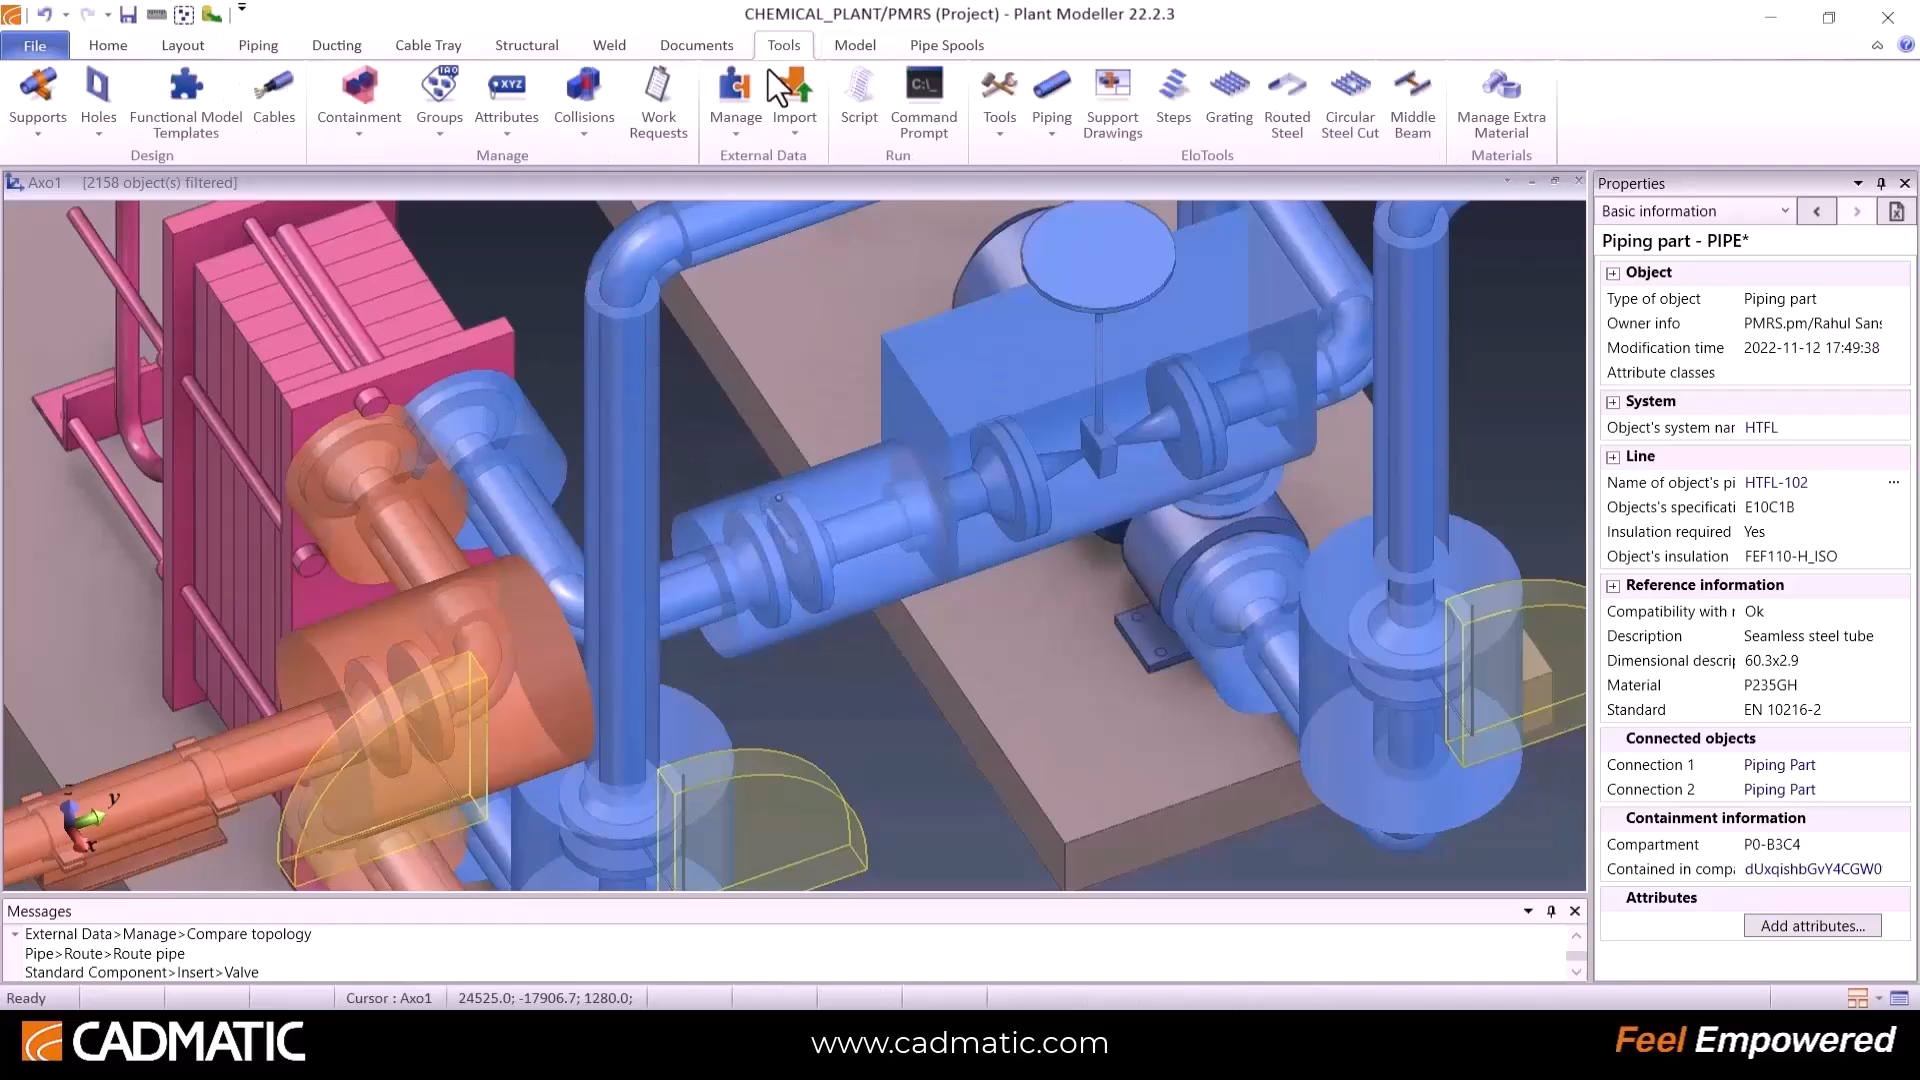 CHEMICAL_PLANT/PMRS (Project) - Plant Modeller 22.2.3
File Home Layout Piping Ducting Cable Tray Structural Weld Documents Tools Model Pipe Spools
IAO
XYZ
C:\_
Supports Holes Functional Model Templates Cables Containment Groups Attributes Collisions Work Requests Manage Import Script Command Prompt Tools Piping Support Drawings Steps Grating Routed Steel Circular Steel Cut Middle Beam Manage Extra Material
Design Manage External Data Run EloTools Materials
Axo1 [2158 object(s) filtered]
y
x
Properties
Basic information
Piping part - PIPE*
Object
Type of object Piping part
Owner info PMRS.pm/Rahul Sans
Modification time 2022-11-12 17:49:38
Attribute classes
System
Object's system nar HTFL
Line
Name of object's pi HTFL-102 ...
Objects's specificati E10C1B
Insulation required Yes
Object's insulation FEF110-H_ISO
Reference information
Compatibility with r Ok
Description Seamless steel tube
Dimensional descrip 60.3x2.9
Material P235GH
Standard EN 10216-2
Connected objects
Connection 1 Piping Part
Connection 2 Piping Part
Containment information
Compartment P0-B3C4
Contained in compa dUxqishbGvY4CGW0
Attributes
Add attributes...
Messages
External Data>Manage>Compare topology
Pipe>Route>Route pipe
Standard Component>Insert>Valve
Ready Cursor : Axo1 24525.0; -17906.7; 1280.0;
CADMATIC www.cadmatic.com Feel Empowered